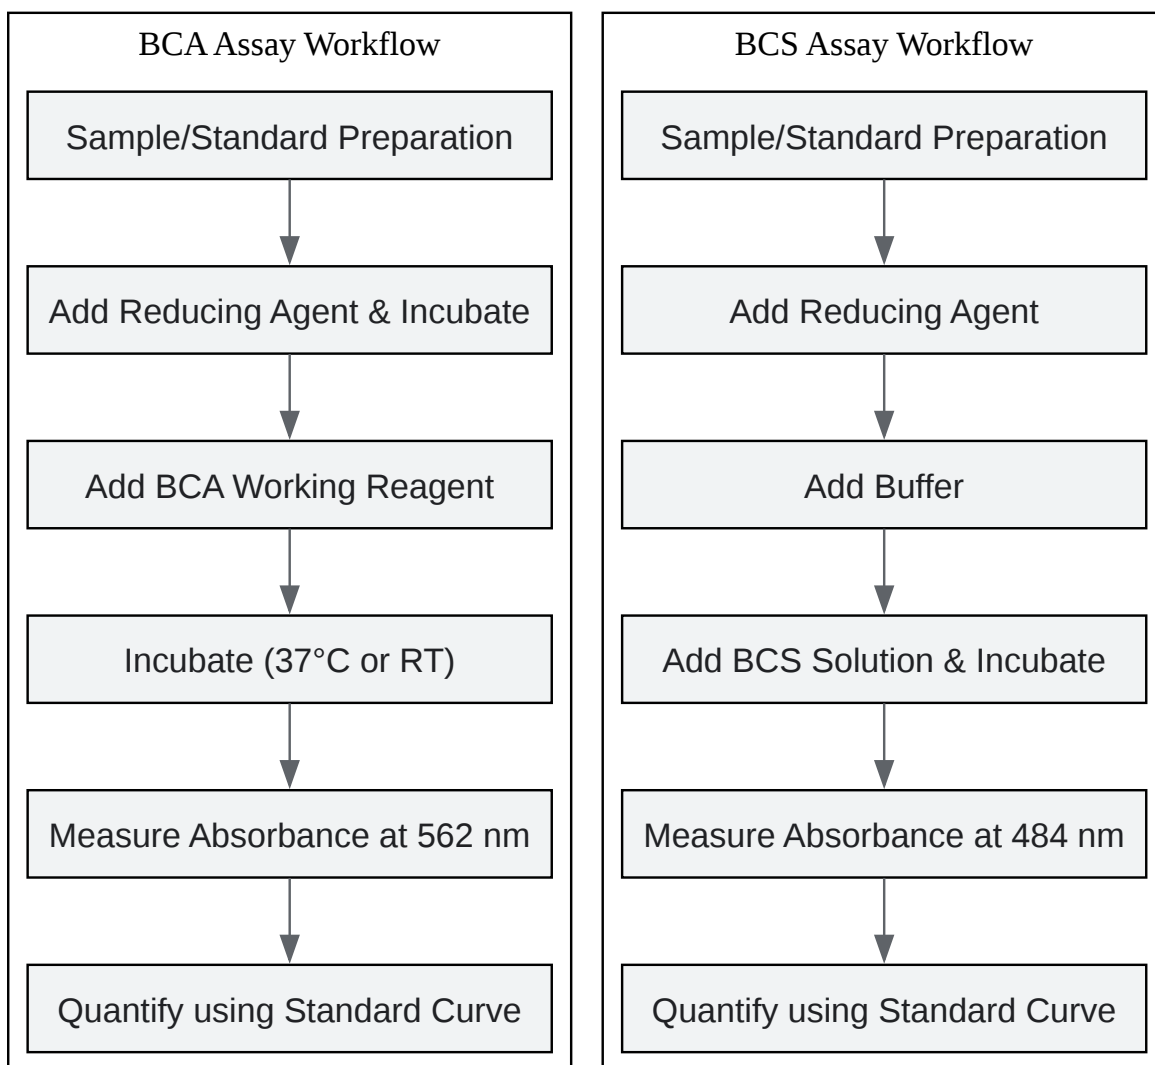 BCA Assay Workflow
Sample/Standard Preparation
Add Reducing Agent & Incubate
Add BCA Working Reagent
Incubate (37°C or RT)
Measure Absorbance at 562 nm
Quantify using Standard Curve
BCS Assay Workflow
Sample/Standard Preparation
Add Reducing Agent
Add Buffer
Add BCS Solution & Incubate
Measure Absorbance at 484 nm
Quantify using Standard Curve